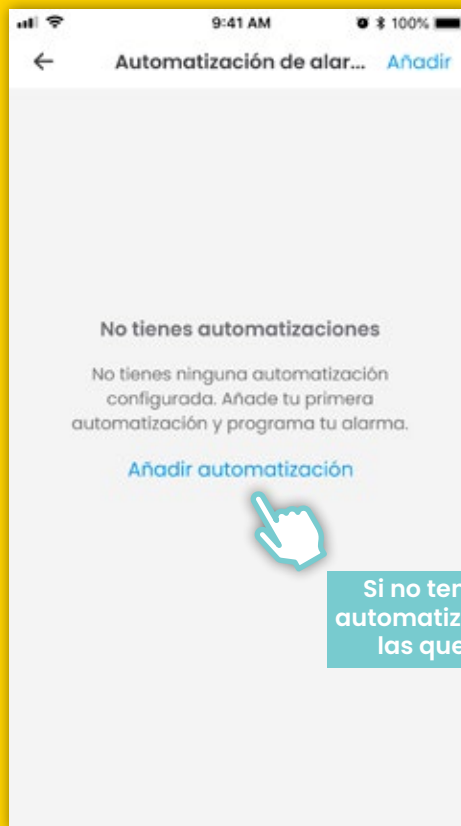 9:41 AM
100%
Automatización de alar... Añadir
No tienes automatizaciones
No tienes ninguna automatización
configurada. Añade tu primera
automatización y programa tu alarma.
Añadir automatización
Si no ten
automatiz
las que